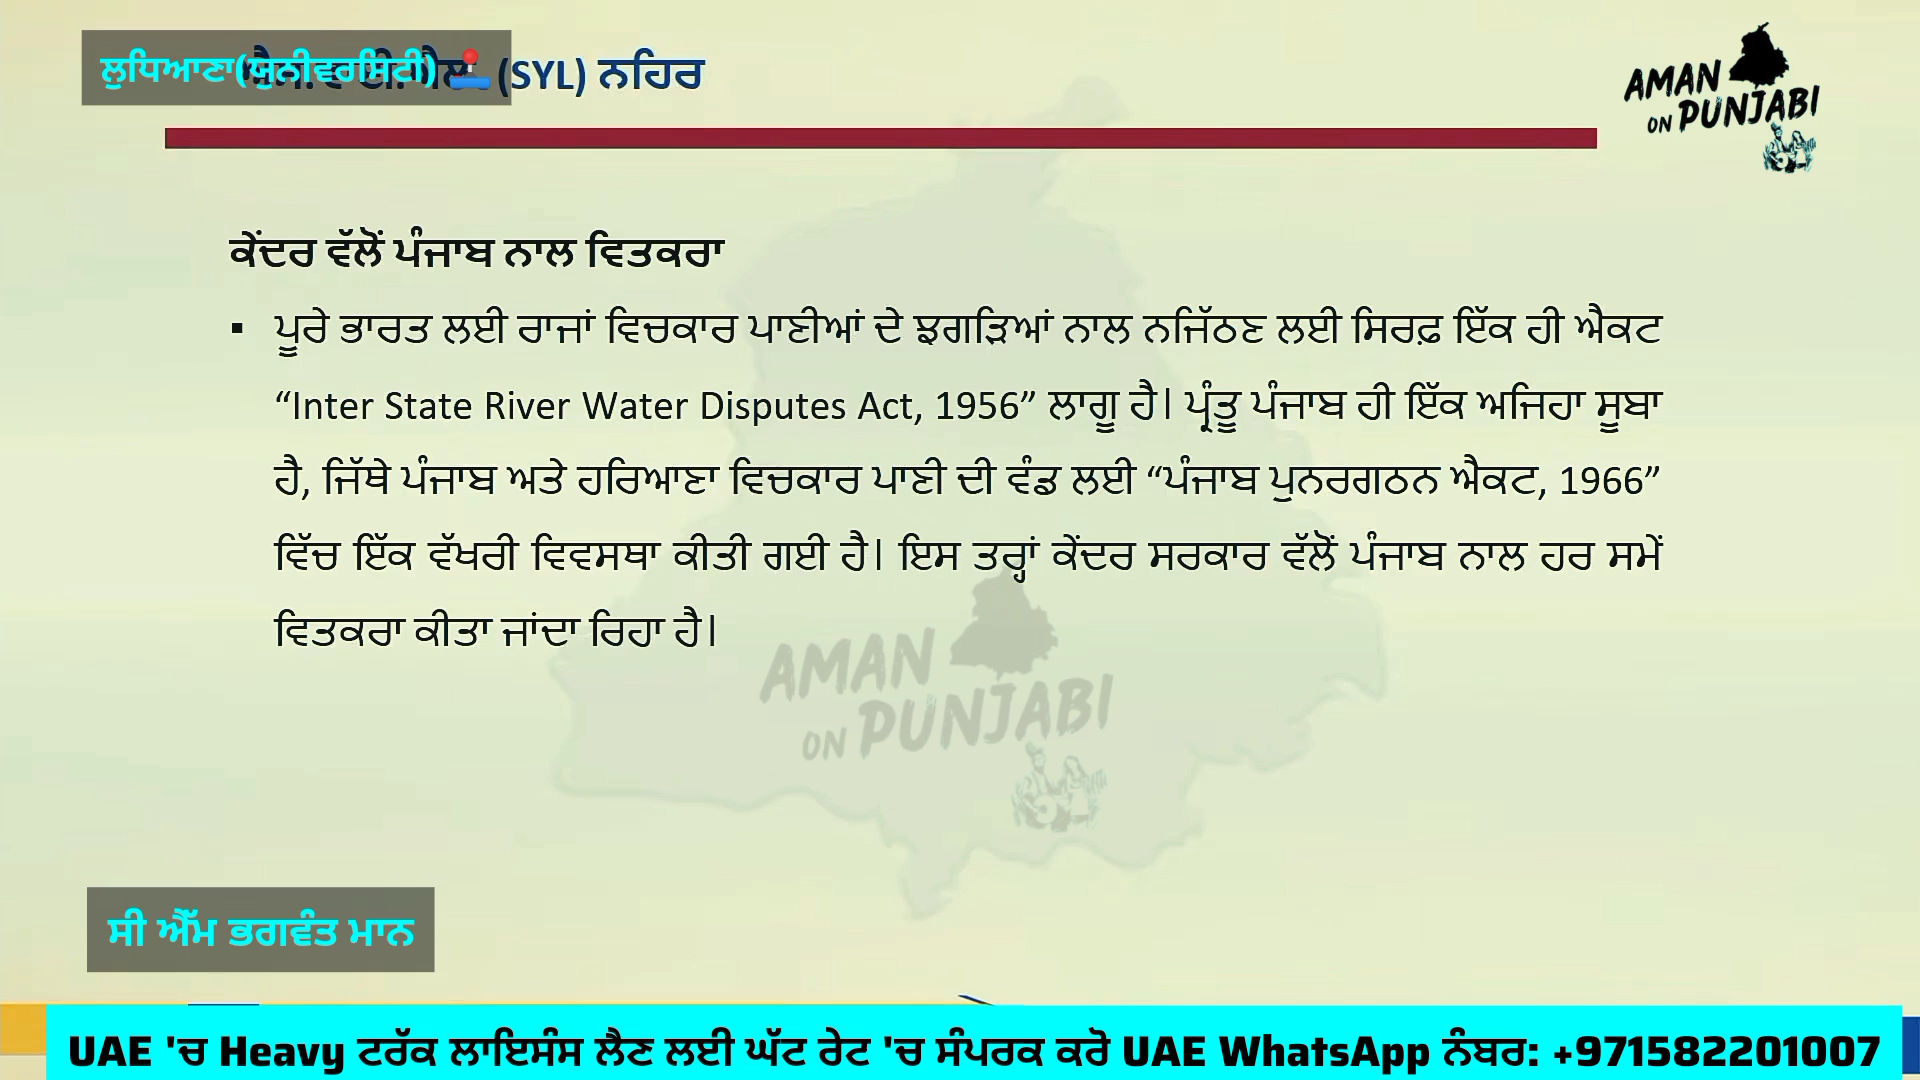 ਲੁਧਿਆਣਾ(ਯੁਨੀਵਰਸਿਟੀ)
(SYL) ਨਹਿਰ
AMAN
ON PUNJABI
ਕੇਂਦਰ ਵੱਲੋਂ ਪੰਜਾਬ ਨਾਲ ਵਿਤਕਰਾ
▪ ਪੂਰੇ ਭਾਰਤ ਲਈ ਰਾਜਾਂ ਵਿਚਕਾਰ ਪਾਣੀਆਂ ਦੇ ਝਗੜਿਆਂ ਨਾਲ ਨਜਿੱਠਣ ਲਈ ਸਿਰਫ਼ ਇੱਕ ਹੀ ਐਕਟ
“Inter State River Water Disputes Act, 1956” ਲਾਗੂ ਹੈ। ਪ੍ਰੰਤੂ ਪੰਜਾਬ ਹੀ ਇੱਕ ਅਜਿਹਾ ਸੂਬਾ
ਹੈ, ਜਿੱਥੇ ਪੰਜਾਬ ਅਤੇ ਹਰਿਆਣਾ ਵਿਚਕਾਰ ਪਾਣੀ ਦੀ ਵੰਡ ਲਈ “ਪੰਜਾਬ ਪੁਨਰਗਠਨ ਐਕਟ, 1966”
ਵਿੱਚ ਇੱਕ ਵੱਖਰੀ ਵਿਵਸਥਾ ਕੀਤੀ ਗਈ ਹੈ। ਇਸ ਤਰ੍ਹਾਂ ਕੇਂਦਰ ਸਰਕਾਰ ਵੱਲੋਂ ਪੰਜਾਬ ਨਾਲ ਹਰ ਸਮੇਂ
ਵਿਤਕਰਾ ਕੀਤਾ ਜਾਂਦਾ ਰਿਹਾ ਹੈ।
AMAN
ON PUNJABI
ਸੀ ਐੱਮ ਭਗਵੰਤ ਮਾਨ
UAE 'ਚ Heavy ਟਰੱਕ ਲਾਇਸੰਸ ਲੈਣ ਲਈ ਘੱਟ ਰੇਟ 'ਚ ਸੰਪਰਕ ਕਰੋ UAE WhatsApp ਨੰਬਰ: +971582201007